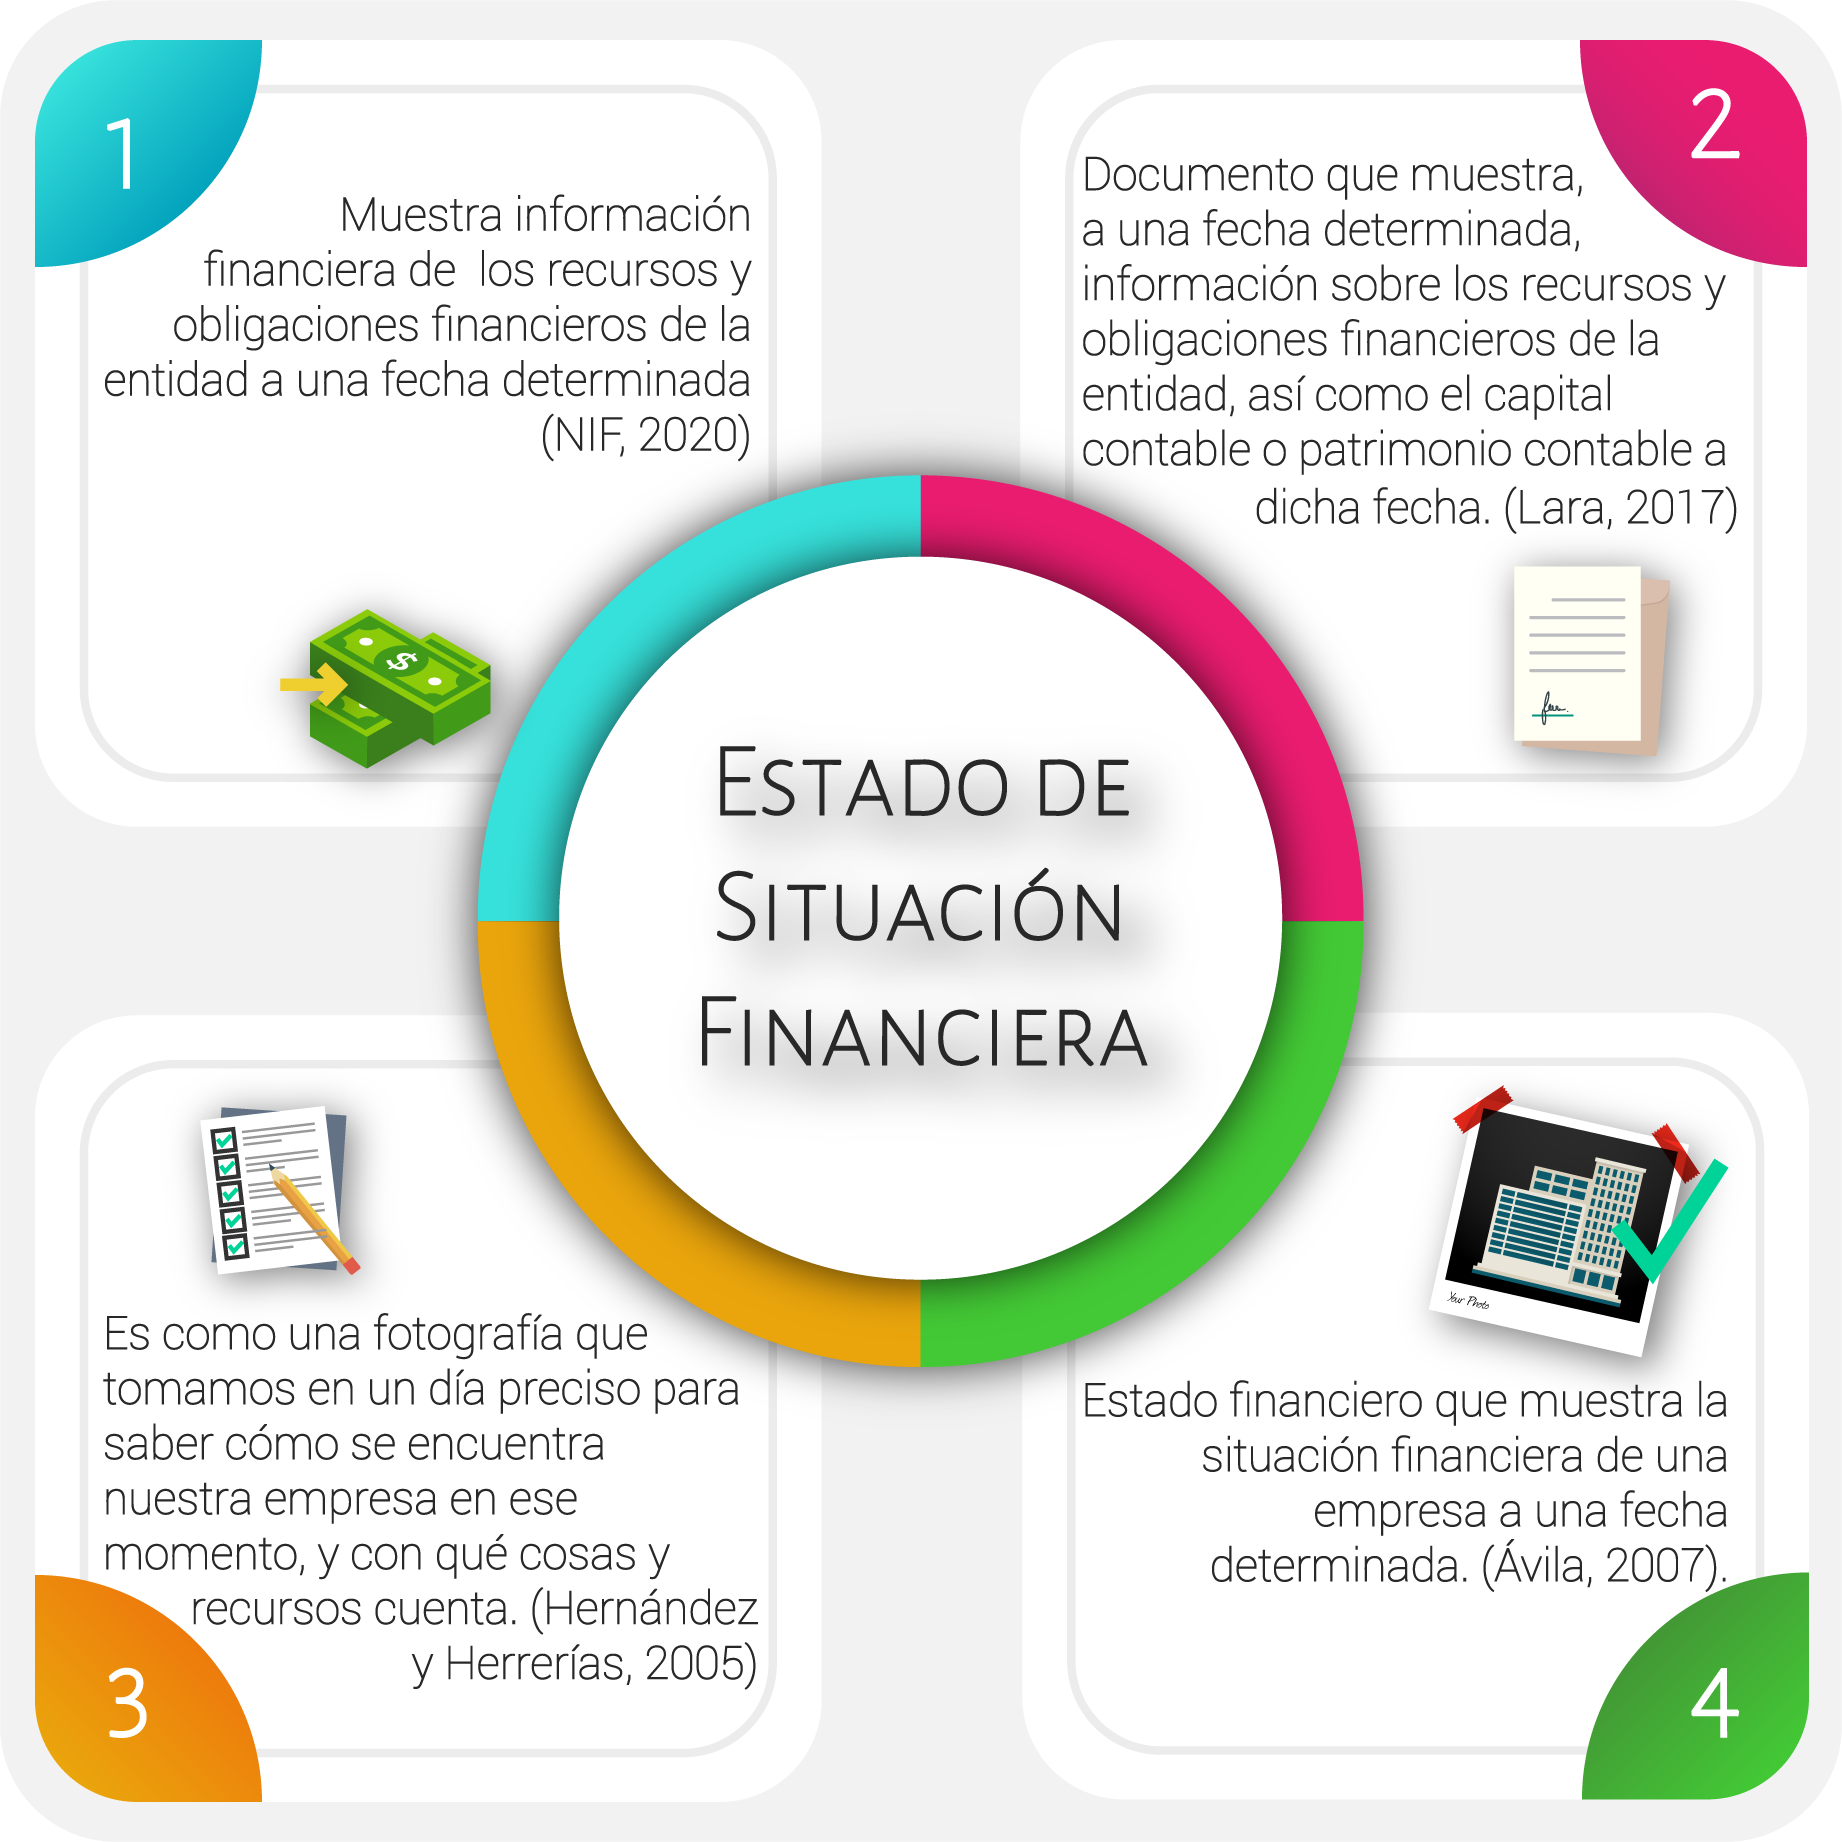 1
Muestra información
financiera de  los recursos y
obligaciones financieros de la
entidad a una fecha determinada
(NIF, 2020)
2
Documento que muestra,
a una fecha determinada,
información sobre los recursos y
obligaciones financieros de la
entidad, así como el capital
contable o patrimonio contable a
dicha fecha. (Lara, 2017)
$
ESTADO DE
SITUACIÓN
FINANCIERA
Es como una fotografía que
tomamos en un día preciso para
saber cómo se encuentra
nuestra empresa en ese
momento, y con qué cosas y
recursos cuenta. (Hernández
y Herrerías, 2005)
3
Your Photo
Estado financiero que muestra la
situación financiera de una
empresa a una fecha
determinada. (Ávila, 2007).
4